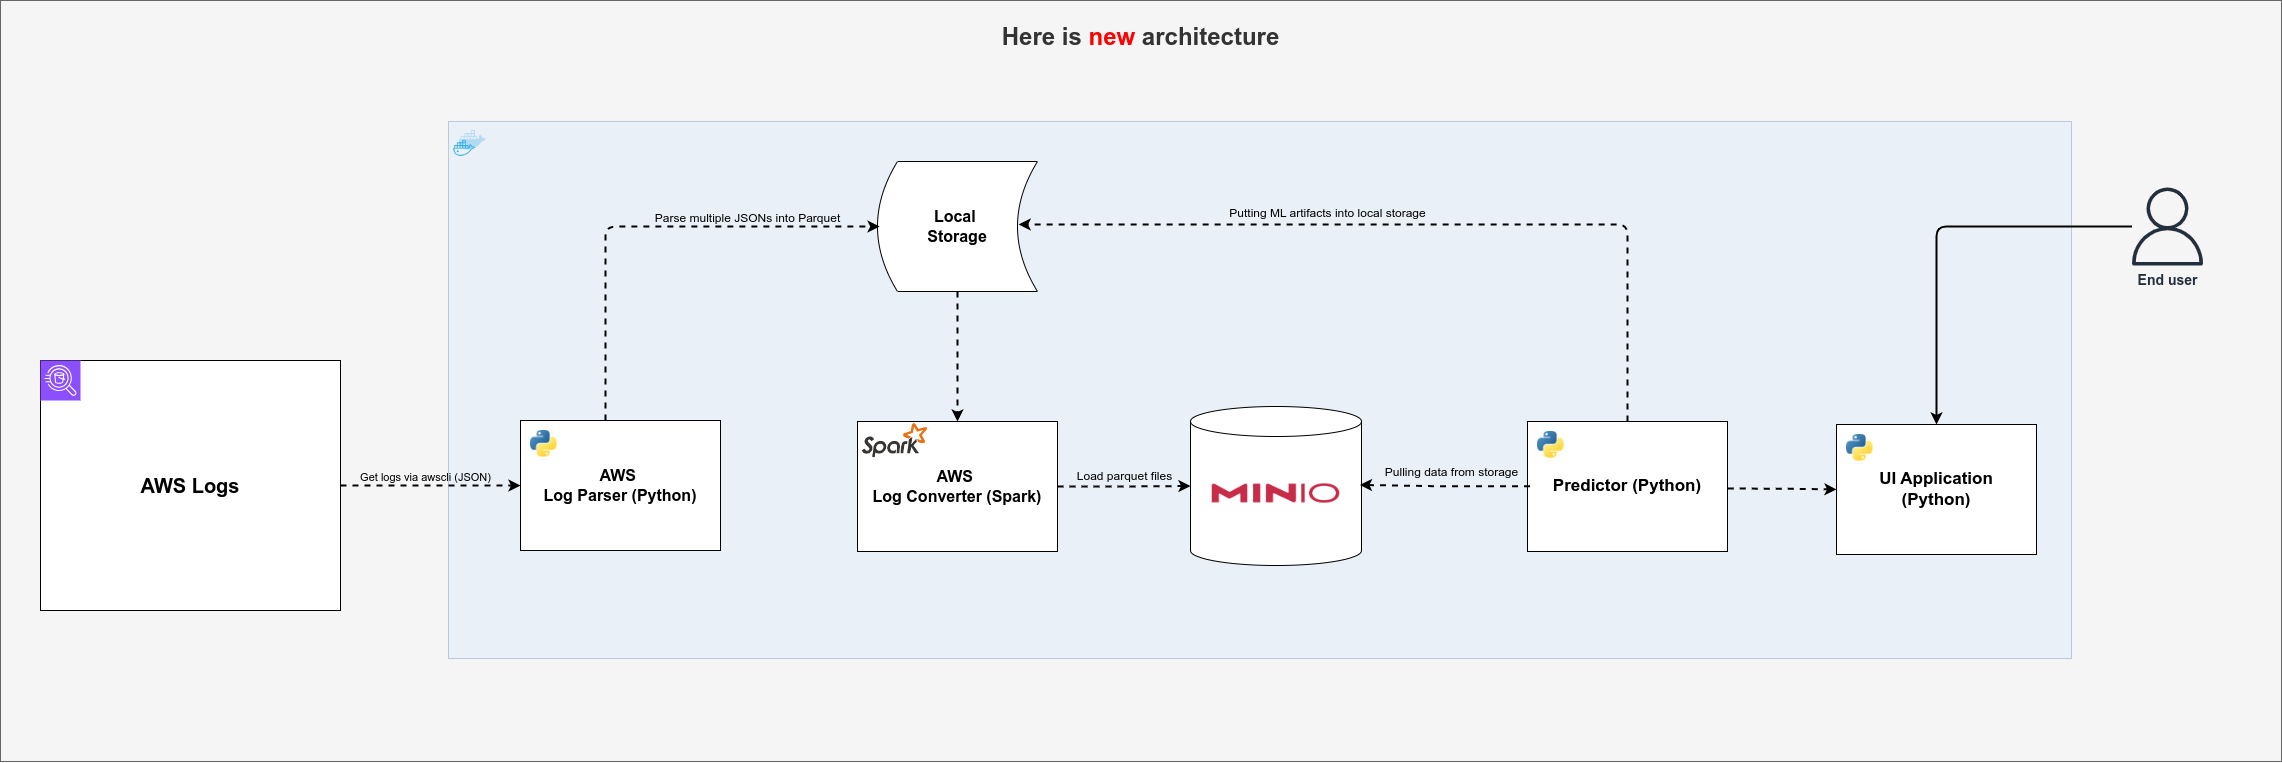 Here is new architecture
Parse multiple JSONs into Parquet
Local
Storage
Putting ML artifacts into local storage
End user
AWS Logs
Get logs via awscli (JSON)
AWS
Log Parser (Python)
Spark
AWS
Log Converter (Spark)
Load parquet files
MINIO
Pulling data from storage
Predictor (Python)
UI Application
(Python)